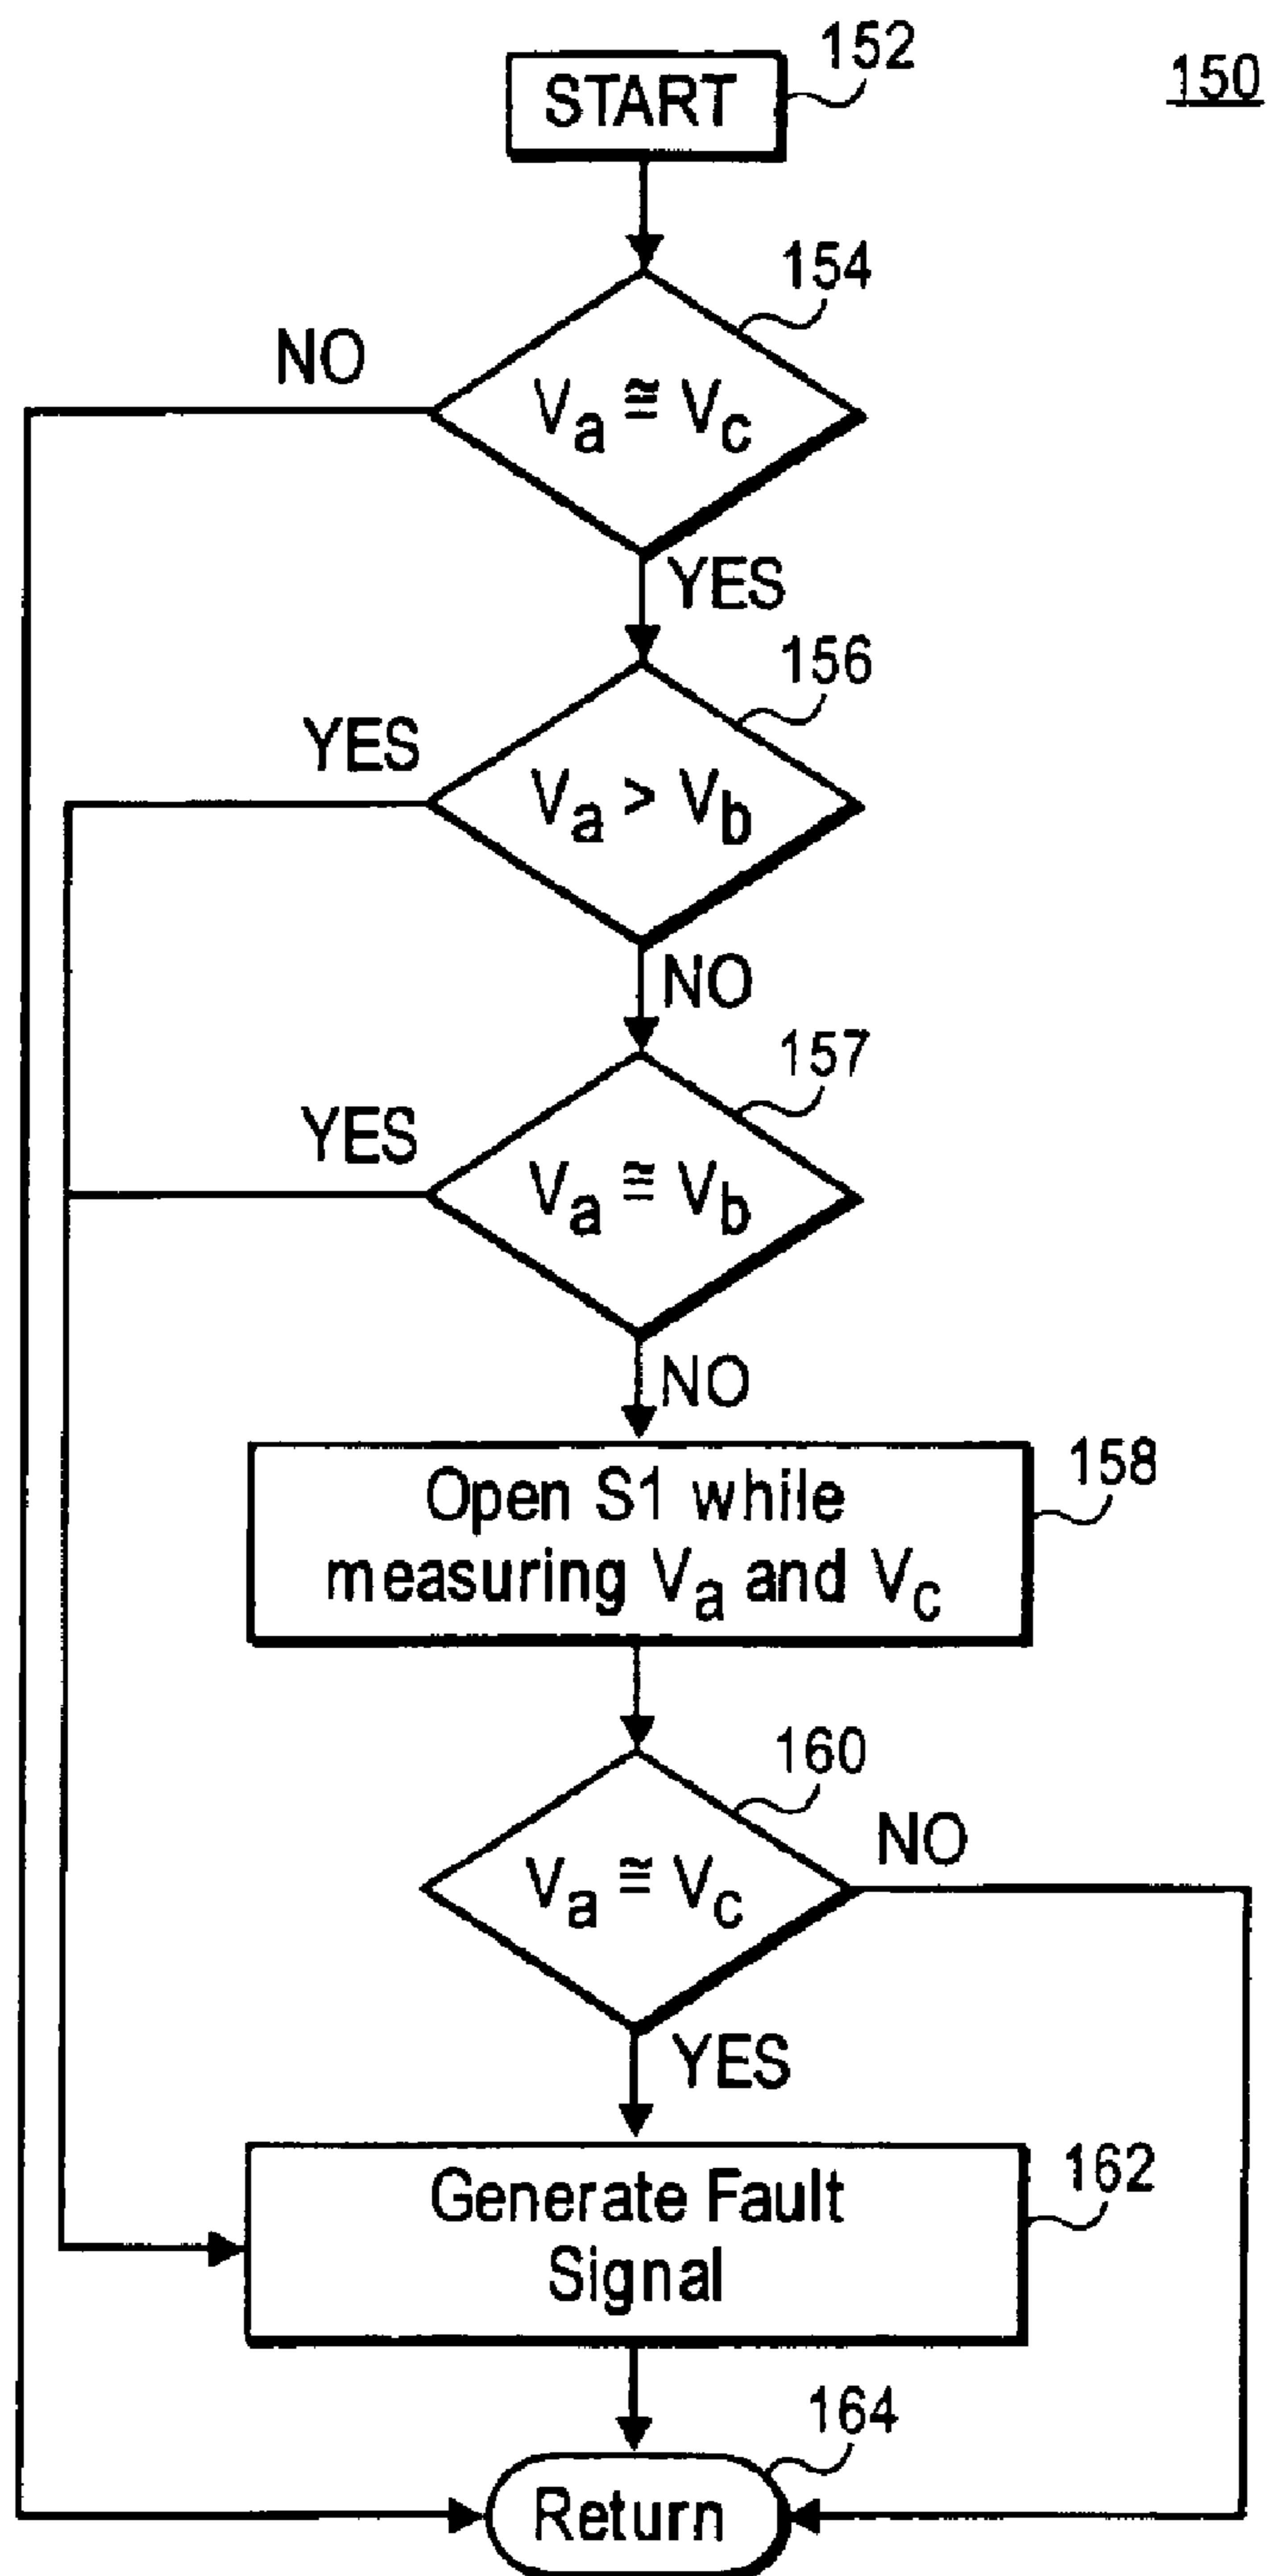 152
150
START
154
NO
Va ≅ Vc
YES
156
YES
Va > Vb
NO
157
YES
Va ≅ Vb
NO
158
Open S1 while
measuring Va and Vc
160
NO
Va ≅ Vc
YES
162
Generate Fault
Signal
164
Return